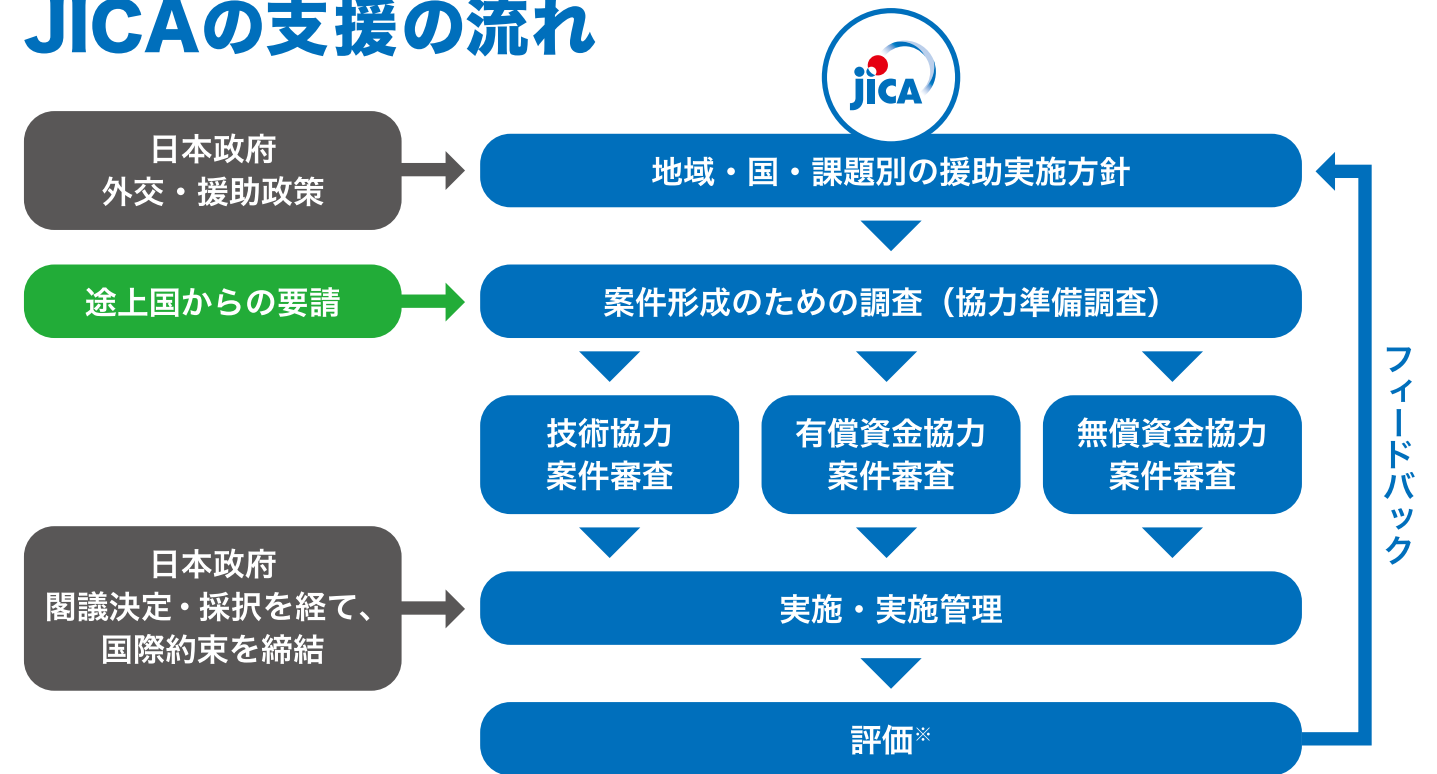 JICAの支援の流れ
jICA
日本政府
外交・援助政策
地域・国・課題別の援助実施方針
途上国からの要請
案件形成のための調査（協力準備調査）
技術協力
案件審査
有償資金協力
案件審査
無償資金協力
案件審査
フィードバック
日本政府
閣議決定・採択を経て、
国際約束を締結
実施・実施管理
評価※